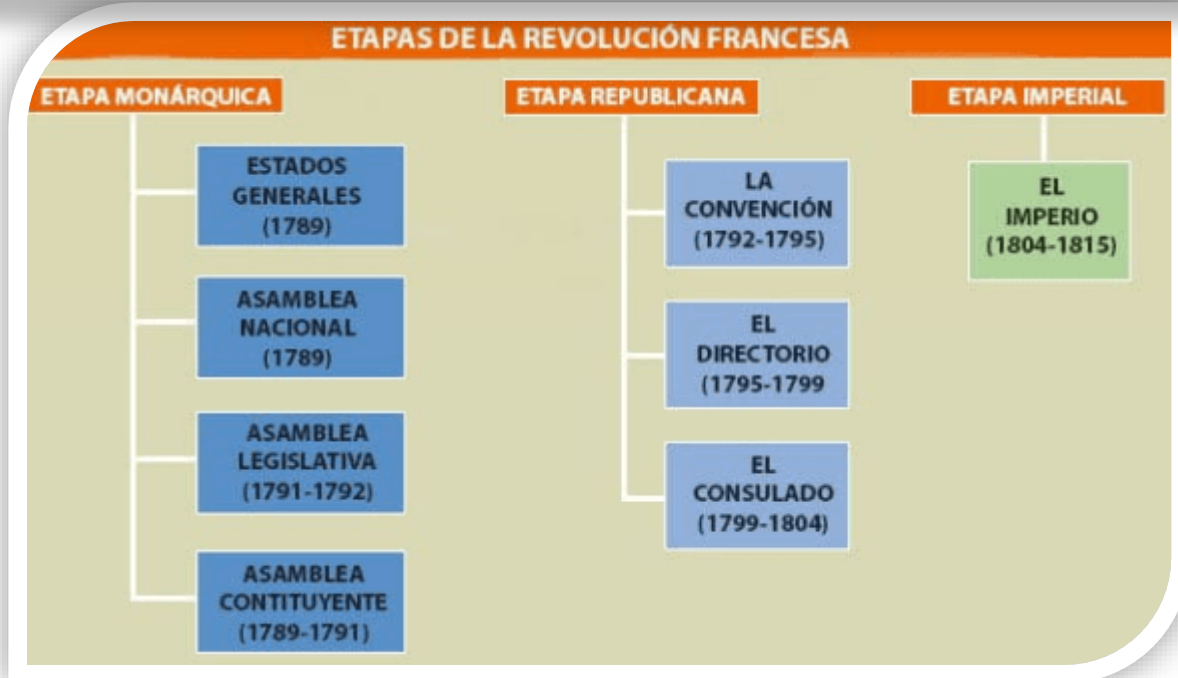 ETAPAS DE LA REVOLUCIÓN FRANCESA
ETAPA MONÁRQUICA
ESTADOS
GENERALES
(1789)
ASAMBLEA
NACIONAL
(1789)
ASAMBLEA
LEGISLATIVA
(1791-1792)
ASAMBLEA
CONTITUYENTE
(1789-1791)
ETAPA REPUBLICANA
LA
CONVENCIÓN
(1792-1795)
EL
DIRECTORIO
(1795-1799
EL
CONSULADO
(1799-1804)
ETAPA IMPERIAL
EL
IMPERIO
(1804-1815)